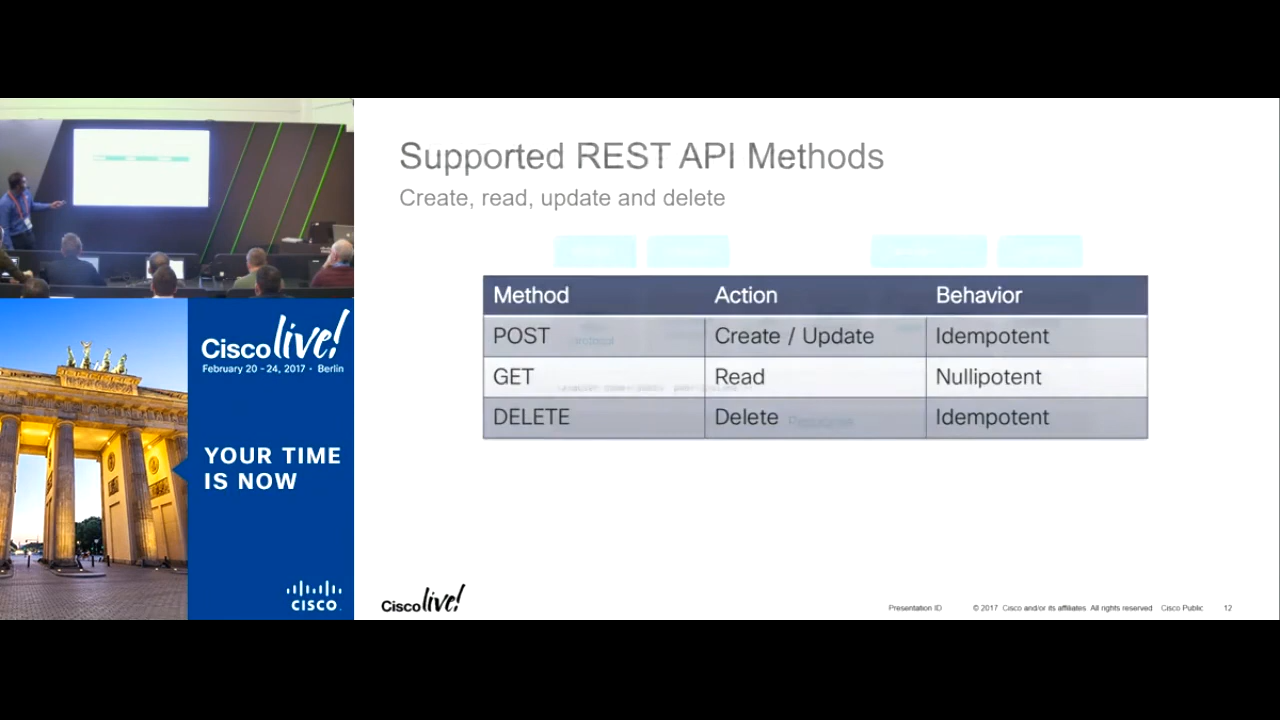 Supported REST API Methods
Create, read, update and delete
Method Action Behavior
POST Create / Update Idempotent
GET Read Nullipotent
DELETE Delete Idempotent
Cisco live!
February 20 - 24, 2017 • Berlin
YOUR TIME
IS NOW
CISCO
Cisco live!
Presentation ID © 2017 Cisco and/or its affiliates. All rights reserved Cisco Public 12